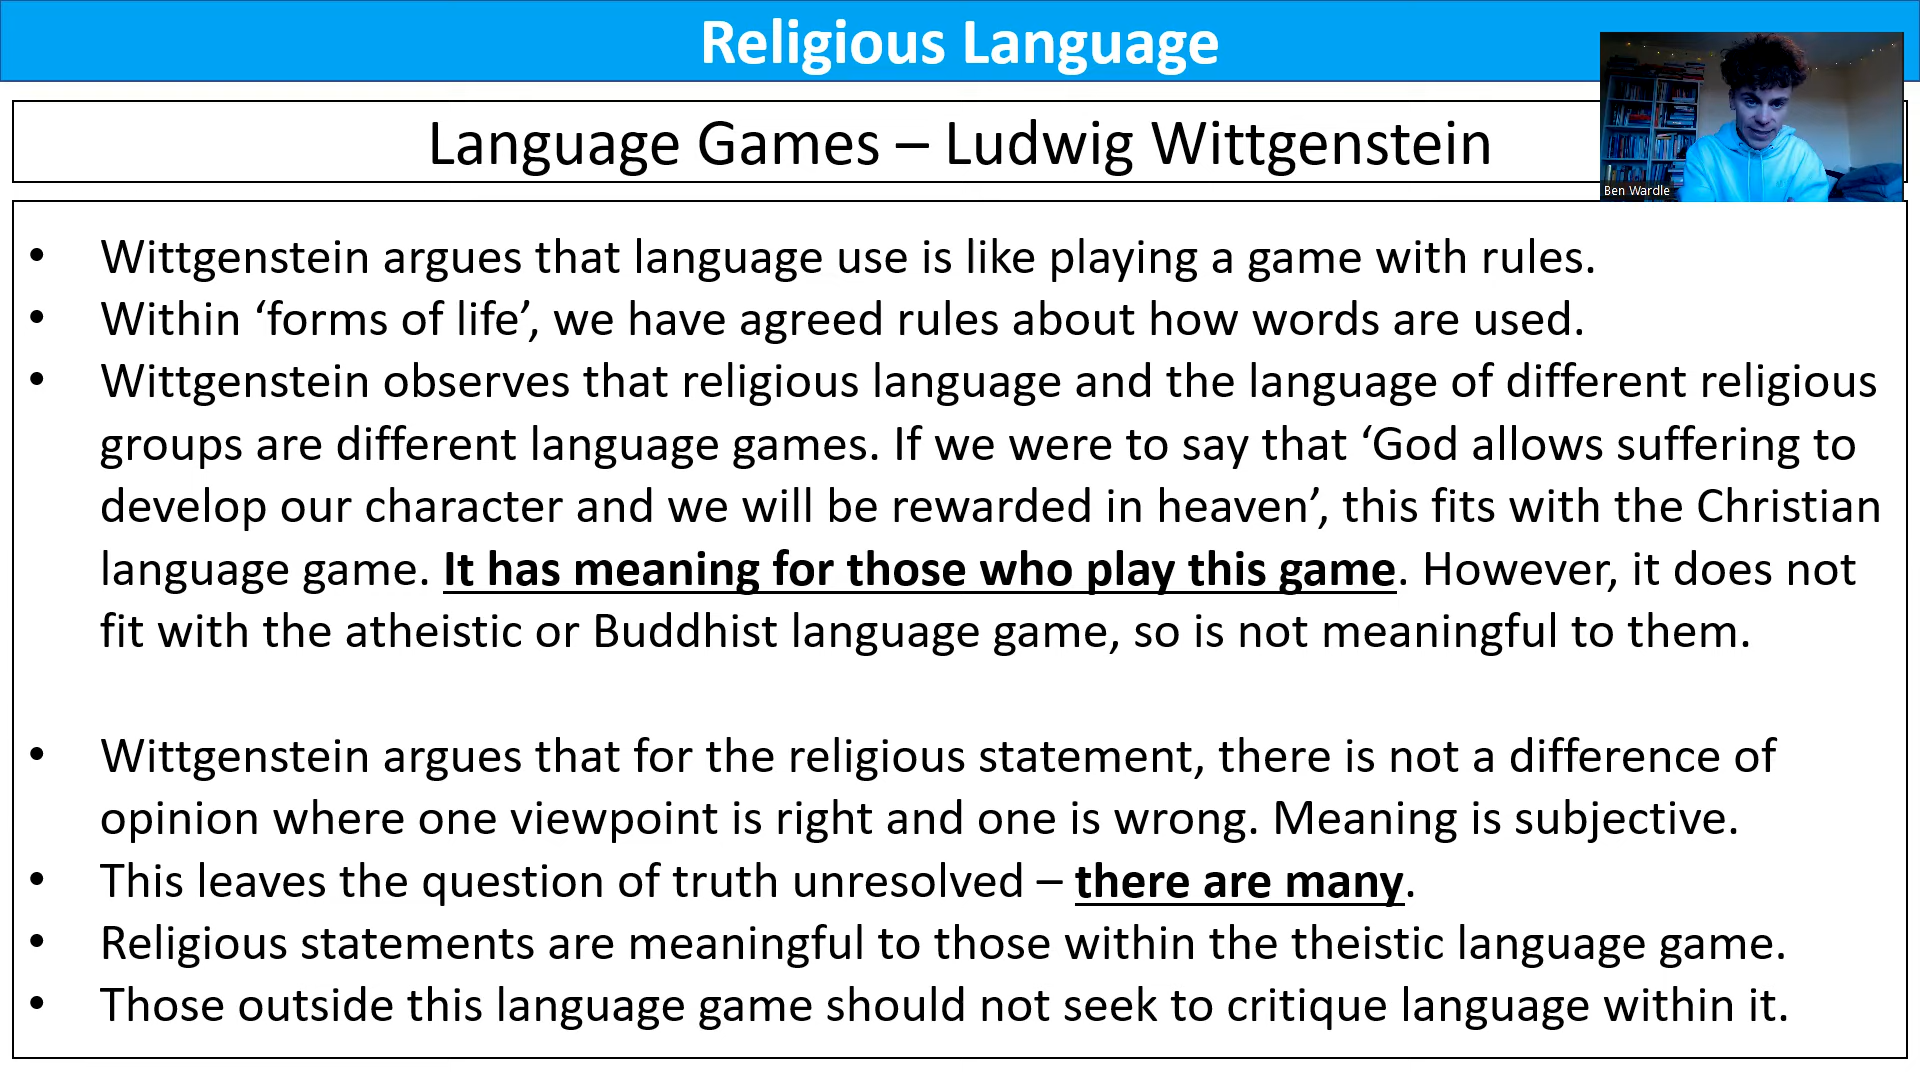 Religious Language
Language Games – Ludwig Wittgenstein
Ben Wardle
• Wittgenstein argues that language use is like playing a game with rules.
• Within ‘forms of life’, we have agreed rules about how words are used.
• Wittgenstein observes that religious language and the language of different religious
groups are different language games. If we were to say that ‘God allows suffering to
develop our character and we will be rewarded in heaven’, this fits with the Christian
language game. It has meaning for those who play this game. However, it does not
fit with the atheistic or Buddhist language game, so is not meaningful to them.
• Wittgenstein argues that for the religious statement, there is not a difference of
opinion where one viewpoint is right and one is wrong. Meaning is subjective.
• This leaves the question of truth unresolved – there are many.
• Religious statements are meaningful to those within the theistic language game.
• Those outside this language game should not seek to critique language within it.